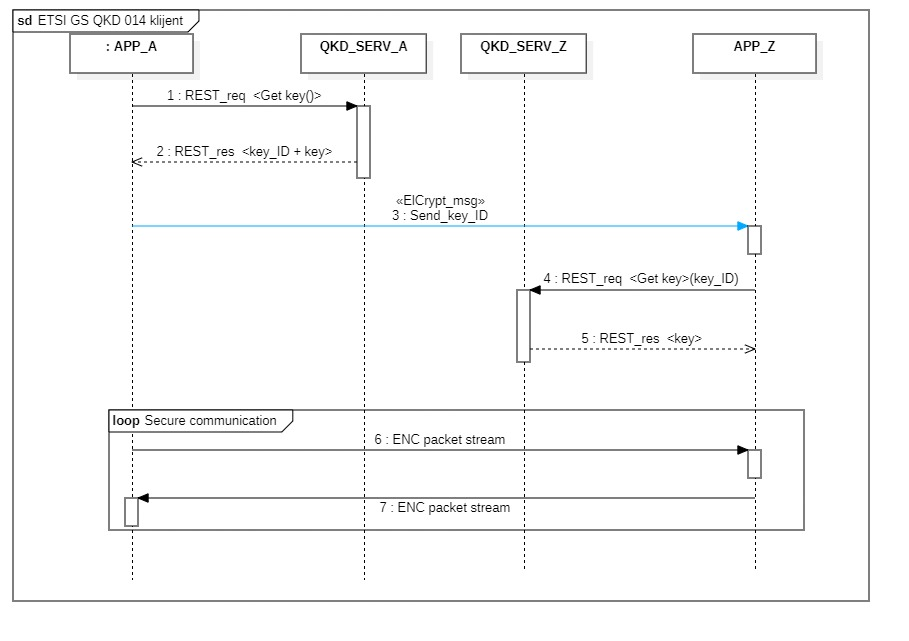 sd ETSI GS QKD 014 klijent
: APP_A
QKD_SERV_A
QKD_SERV_Z
APP_Z
1 : REST_req <Get key()>
2 : REST_res <key_ID + key>
«ElCrypt_msg»
3 : Send_key_ID
4 : REST_req <Get key>(key_ID)
5 : REST_res <key>
loop Secure communication
6 : ENC packet stream
7 : ENC packet stream